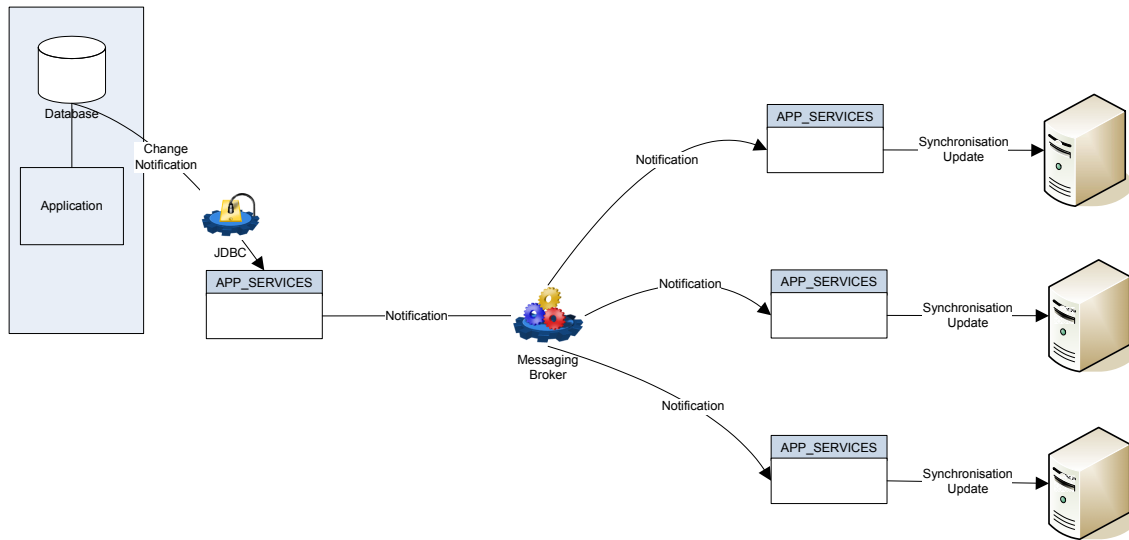 Database
Change
Notification
Application
JDBC
APP_SERVICES
Notification
Messaging
Broker
Notification
APP_SERVICES
Synchronisation
Update
Notification
APP_SERVICES
Synchronisation
Update
Notification
APP_SERVICES
Synchronisation
Update